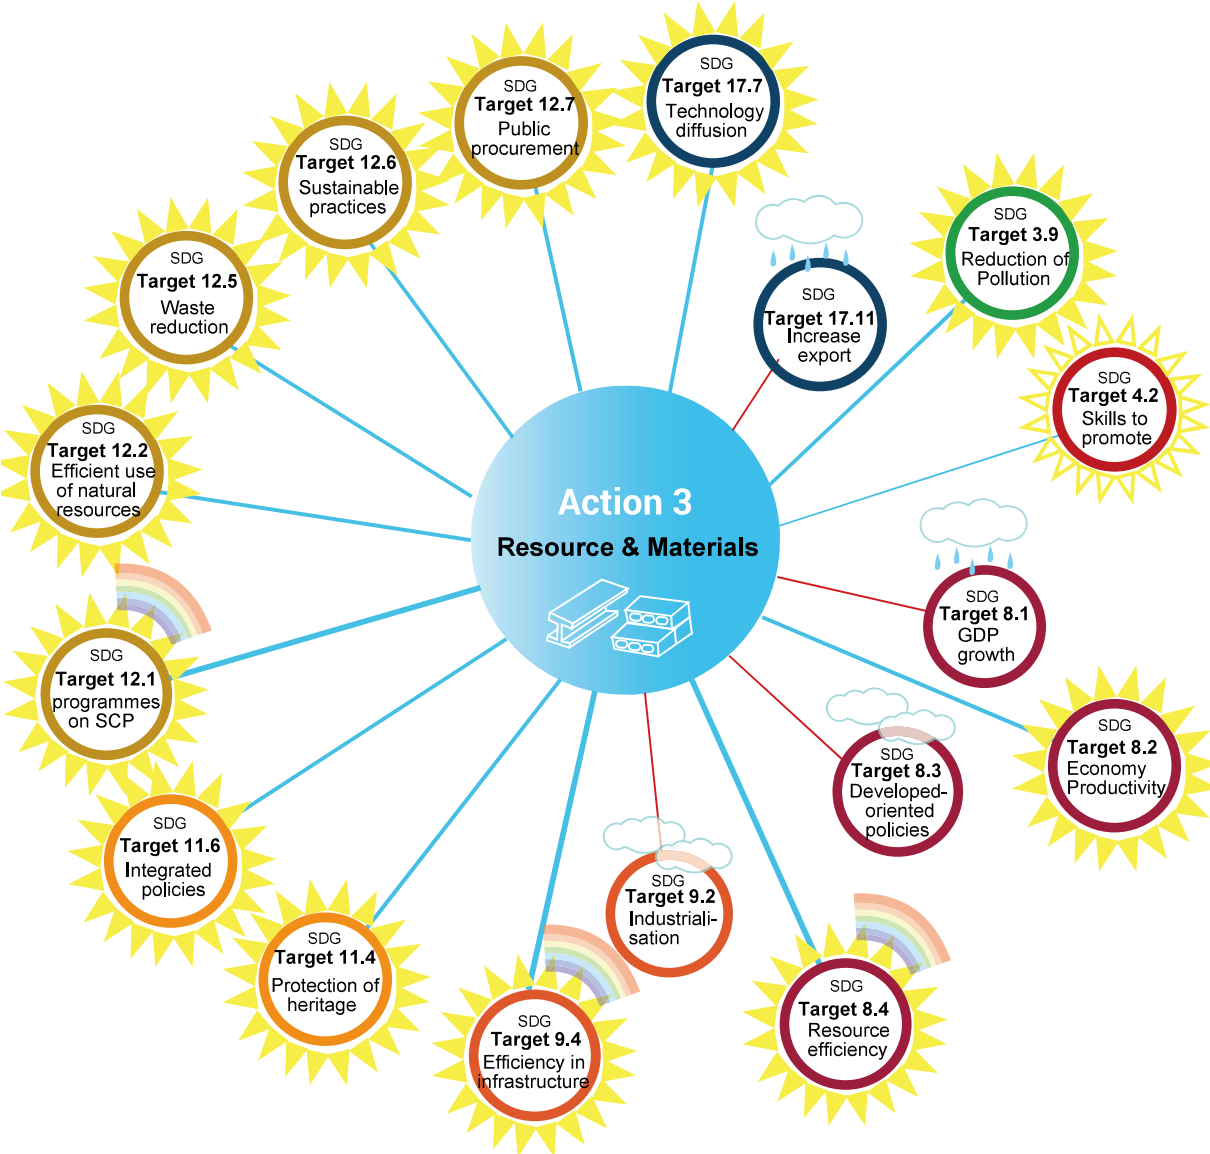 SDG
Target 12.7
Public
procurement
SDG
Target 17.7
Technology
diffusion
SDG
Target 12.6
Sustainable
practices
SDG
Target 3.9
Reduction of
Pollution
SDG
Target 12.5
Waste
reduction
SDG
Target 17.11
Increase
export
SDG
Target 4.2
Skills to
promote
SDG
Target 12.2
Efficient use
of natural
resources
Action 3
Resource & Materials
SDG
Target 8.1
GDP
growth
SDG
Target 12.1
programmes
on SCP
SDG
Target 8.2
Economy
Productivity
SDG
Target 8.3
Developed-
oriented
policies
SDG
Target 11.6
Integrated
policies
SDG
Target 9.2
Industriali-
sation
SDG
Target 11.4
Protection of
heritage
SDG
Target 9.4
Efficiency in
infrastructure
SDG
Target 8.4
Resource
efficiency